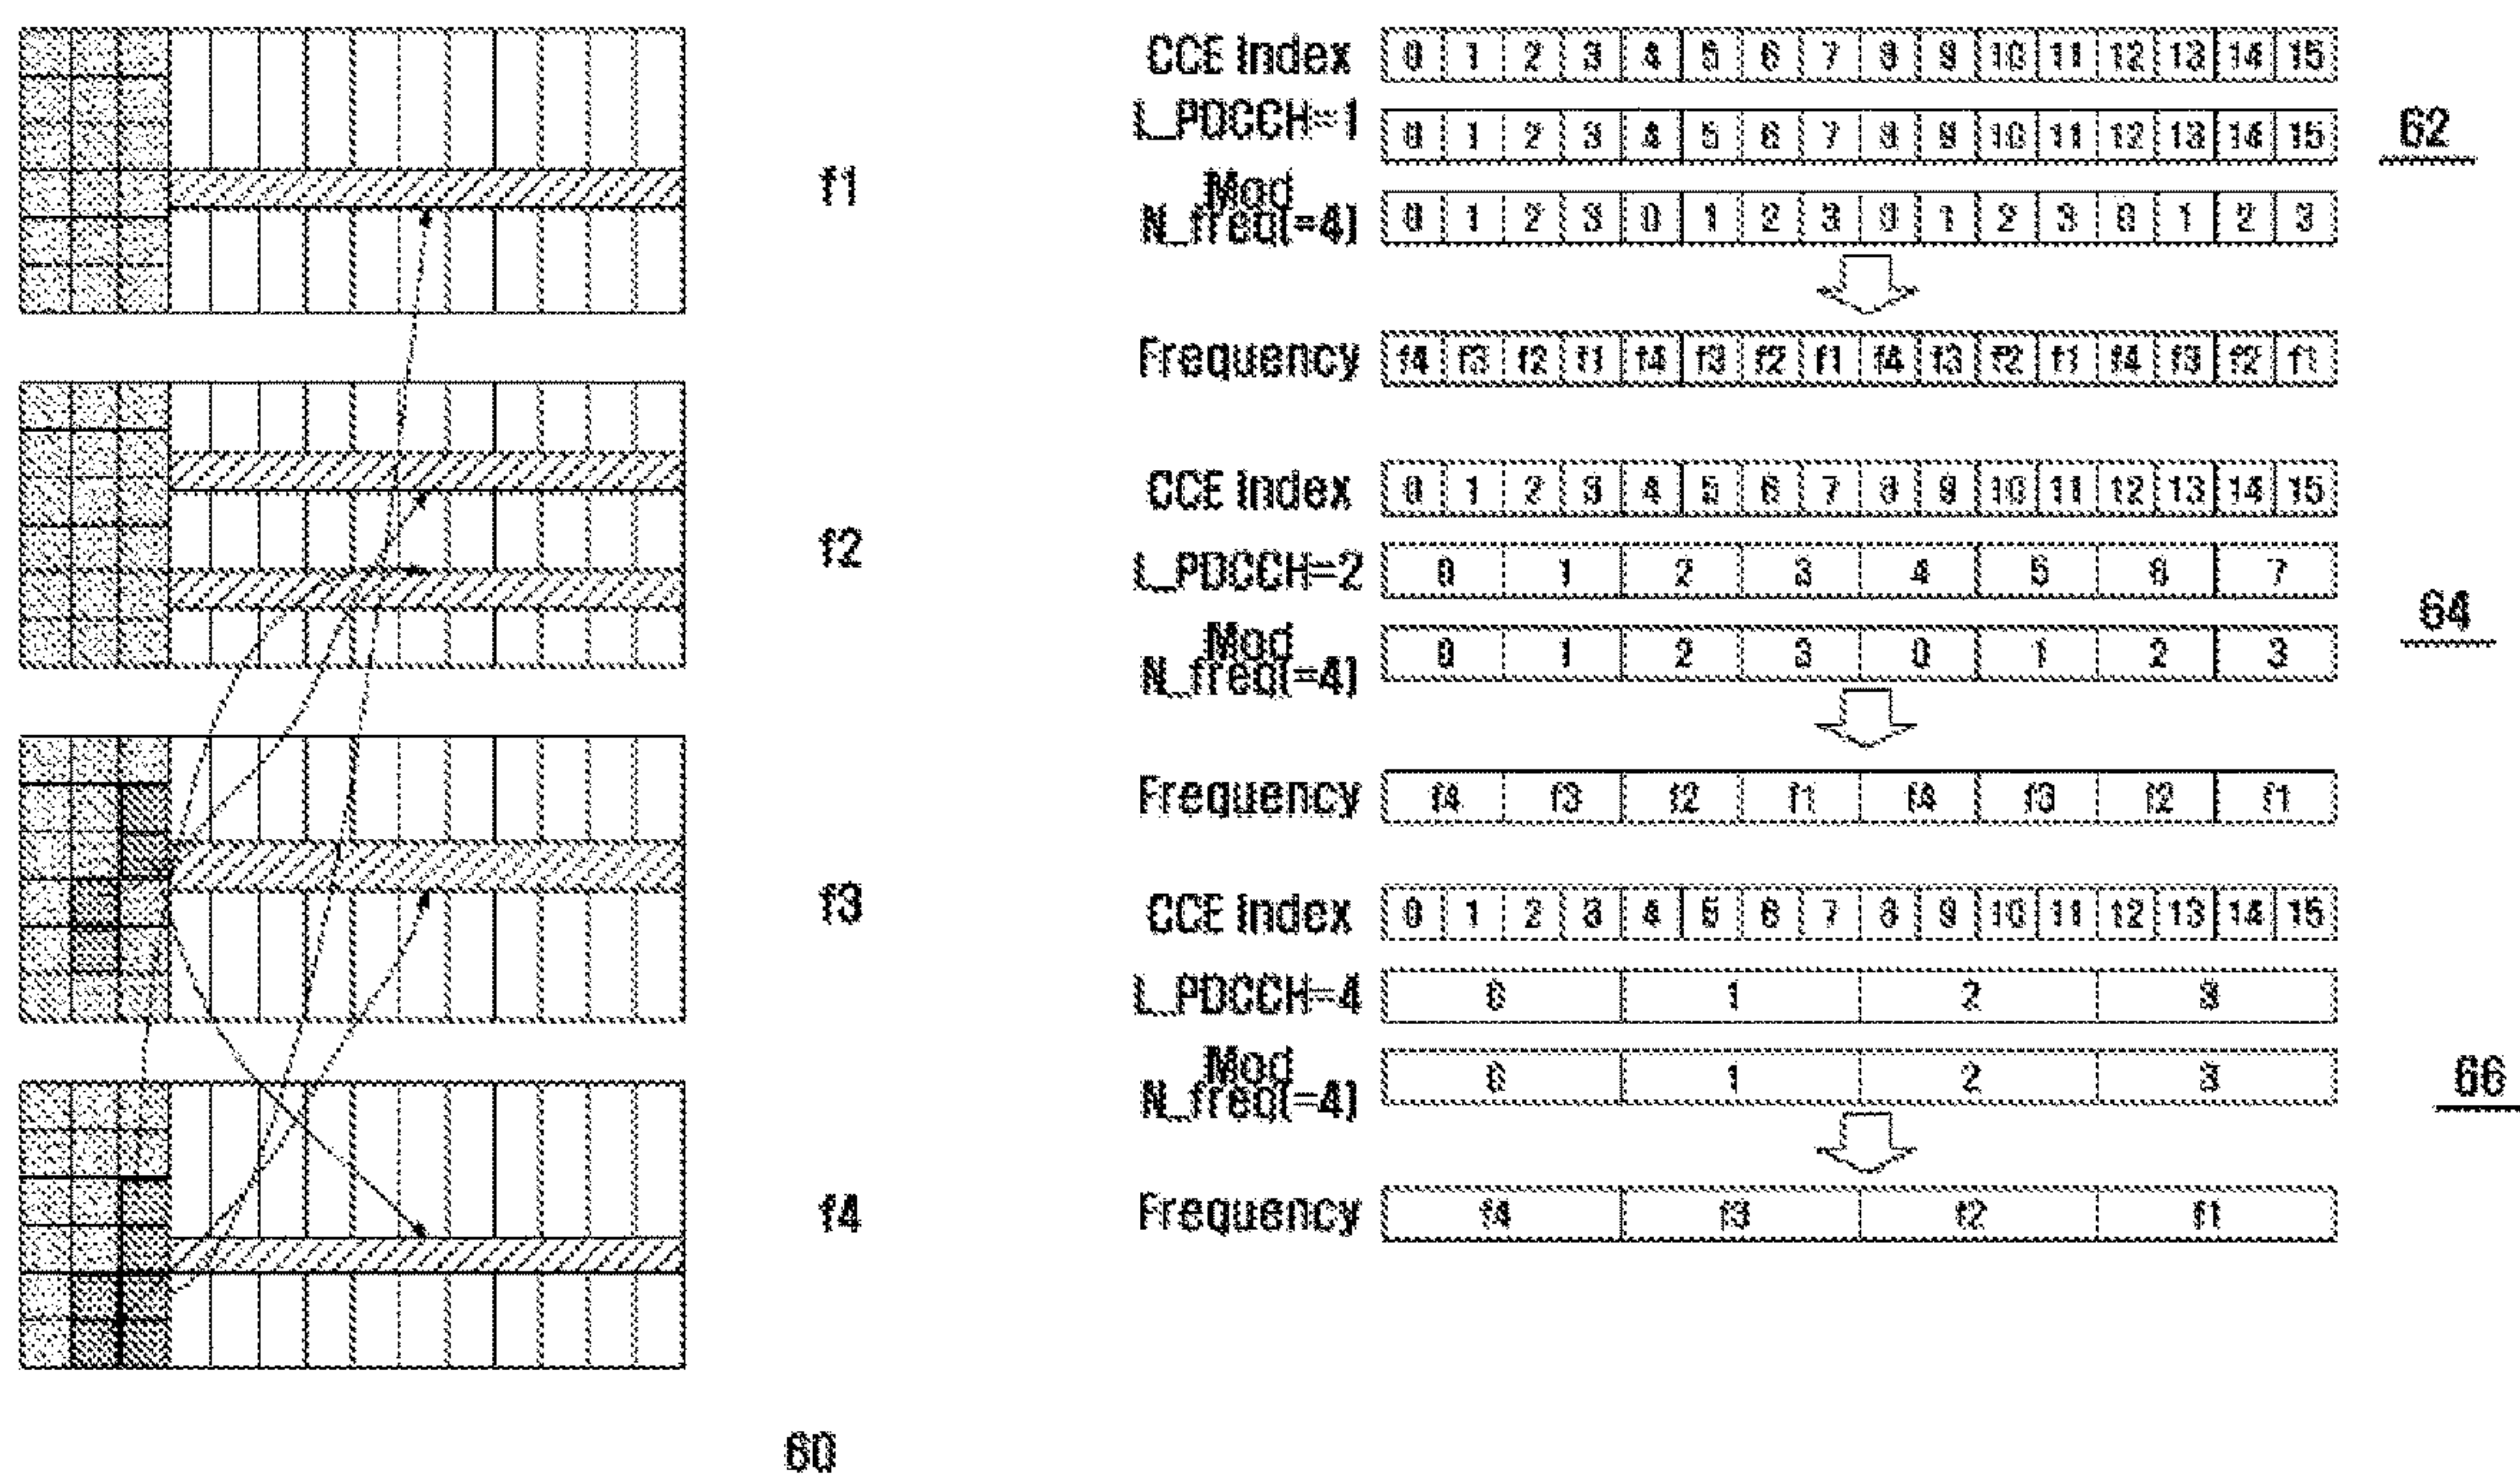 f1
f2
f3
f4
60
CCE Index 0 1 2 3 4 5 6 7 8 9 10 11 12 13 14 15
L_PDCCH=1 0 1 2 3 4 5 6 7 8 9 10 11 12 13 14 15
62
Mod
N_freq(=4) 0 1 2 3 0 1 2 3 0 1 2 3 0 1 2 3
Frequency f4 f3 f2 f1 f4 f3 f2 f1 f4 f3 f2 f1 f4 f3 f2 f1
CCE Index 0 1 2 3 4 5 6 7 8 9 10 11 12 13 14 15
L_PDCCH=2 0 1 2 3 4 5 6 7
64
Mod
N_freq(=4) 0 1 2 3 0 1 2 3
Frequency f4 f3 f2 f1 f4 f3 f2 f1
CCE Index 0 1 2 3 4 5 6 7 8 9 10 11 12 13 14 15
L_PDCCH=4 0 1 2 3
Mod
N_freq(=4) 0 1 2 3
66
Frequency f4 f3 f2 f1